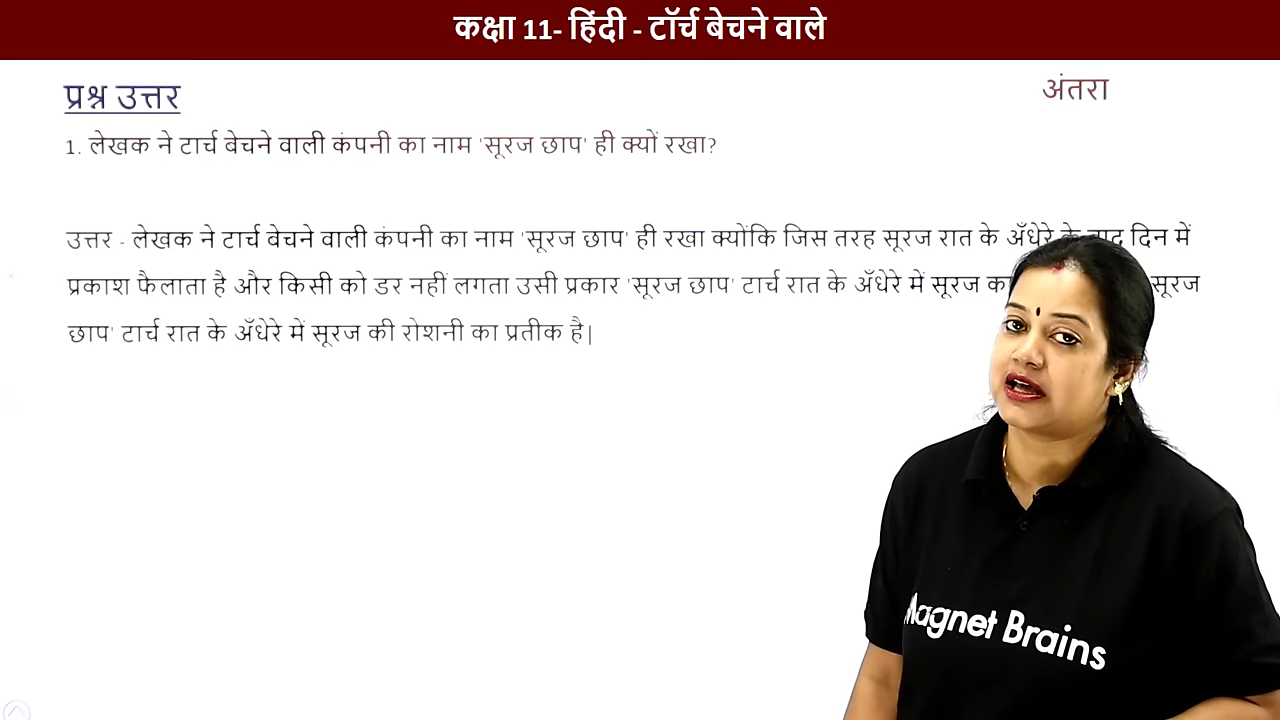 कक्षा 11- हिंदी - टॉर्च बेचने वाले
प्रश्न उत्तर
अंतरा
1. लेखक ने टार्च बेचने वाली कंपनी का नाम 'सूरज छाप' ही क्यों रखा?
उत्तर - लेखक ने टार्च बेचने वाली कंपनी का नाम 'सूरज छाप' ही रखा क्योंकि जिस तरह सूरज रात के अँधेरे के बाद दिन में
प्रकाश फैलाता है और किसी को डर नहीं लगता उसी प्रकार 'सूरज छाप' टार्च रात के अँधेरे में सूरज सूरज
छाप' टार्च रात के अँधेरे में सूरज की रोशनी का प्रतीक है|
Magnet Brains